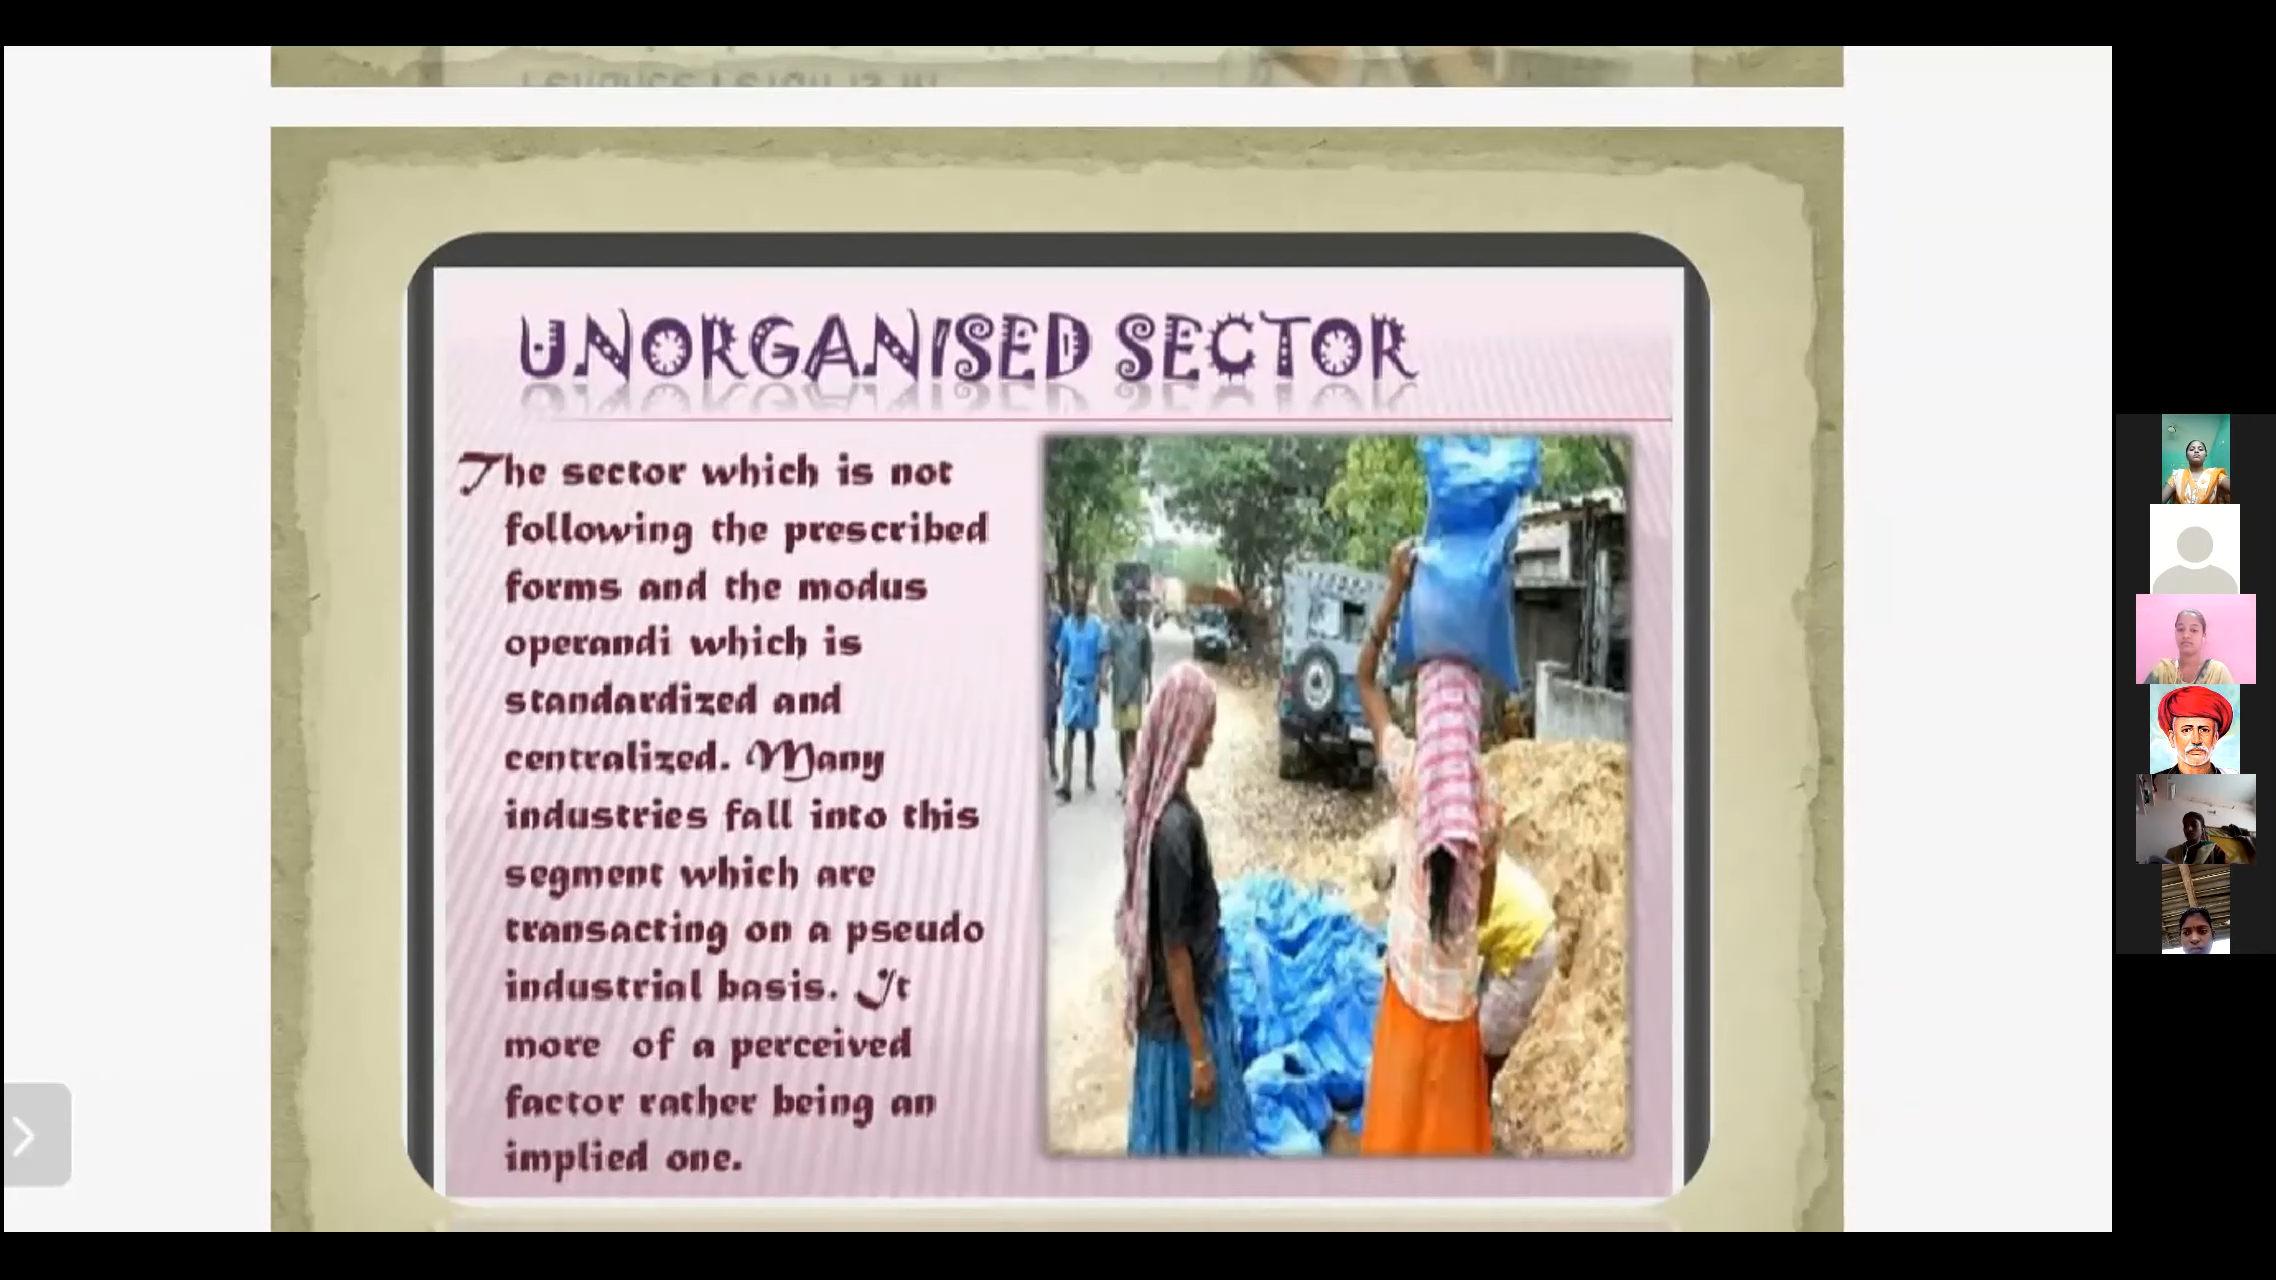 UNORGANISED SECTOR
The sector which is not
following the prescribed
forms and the modus
operandi which is
standardized and
centralized. Many
industries fall into this
segment which are
transacting on a pseudo
industrial basis. It
more of a perceived
factor rather being an
implied one.